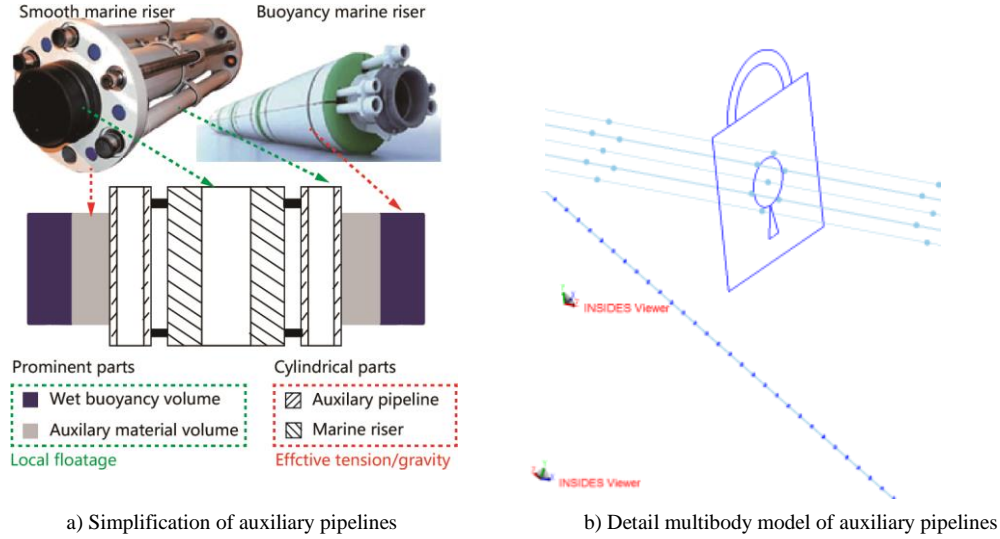 Smooth marine riser
Buoyancy marine riser
Prominent parts
Wet buoyancy volume
Auxilary material volume
Local floatage
Cylindrical parts
Auxilary pipeline
Marine riser
Effctive tension/gravity
INSIDES Viewer
INSIDES Viewer
a) Simplification of auxiliary pipelines
b) Detail multibody model of auxiliary pipelines